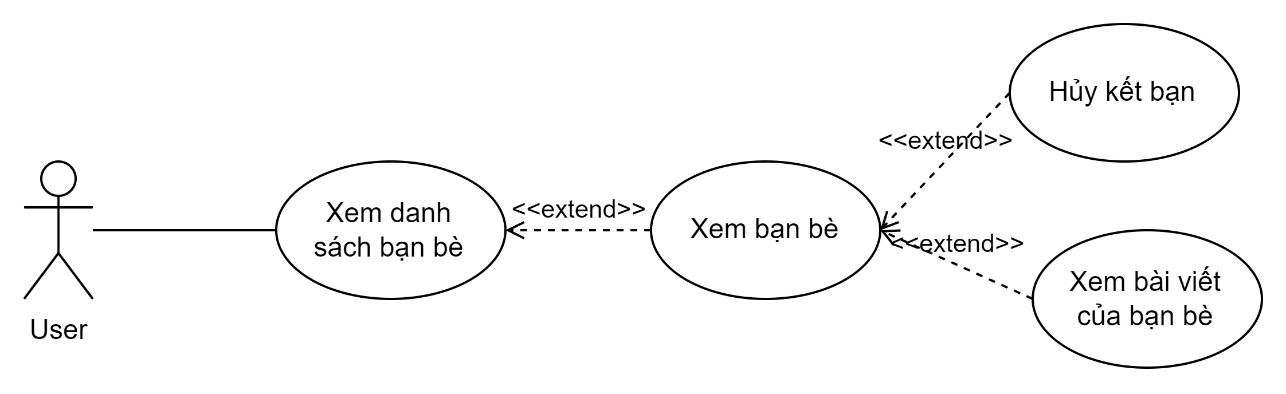 Hủy kết bạn
<<extend>>
Xem danh
sách bạn bè
<<extend>>
Xem bạn bè
<<extend>>
Xem bài viết
của bạn bè
User